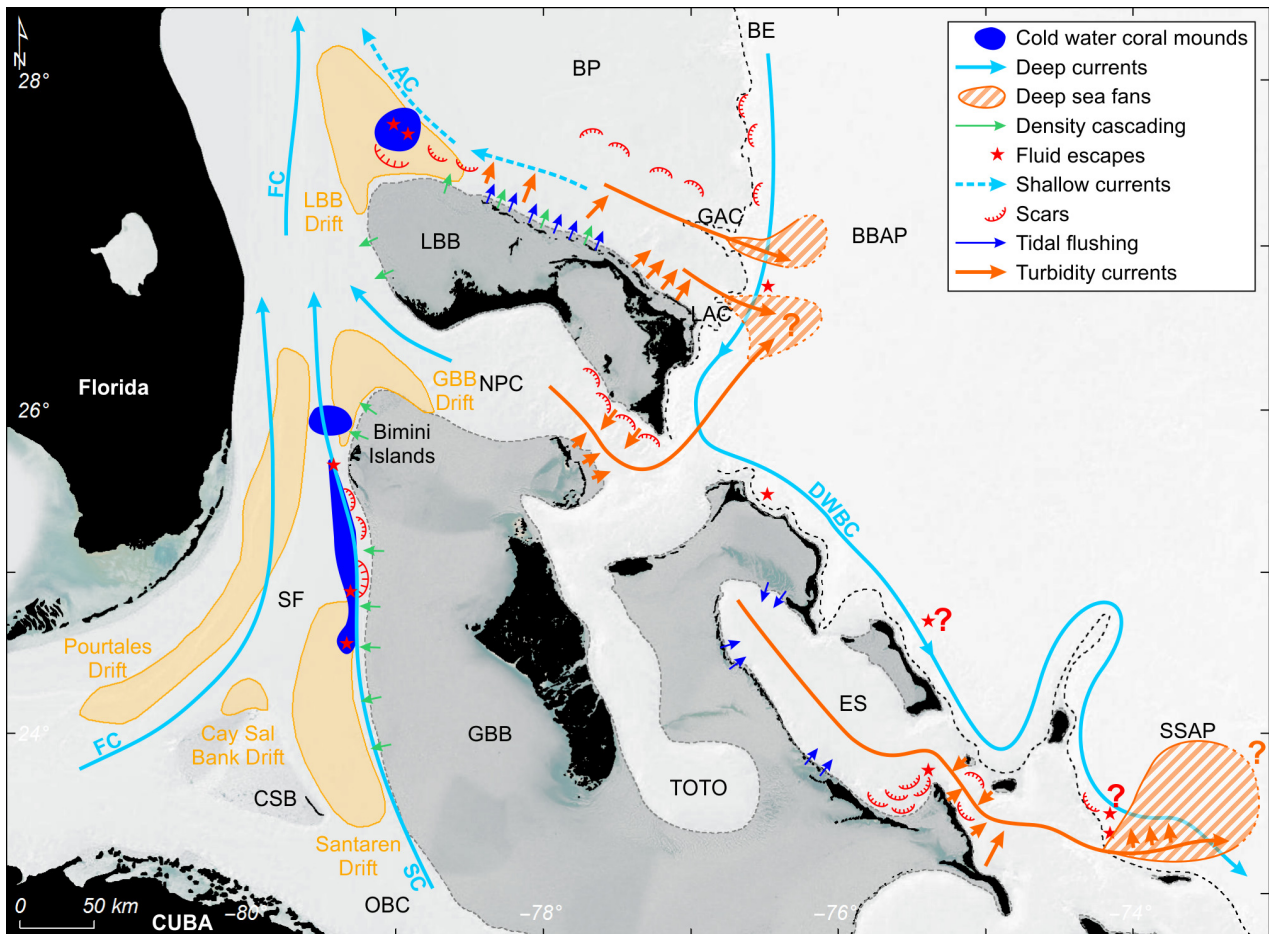 N
28°
AC
BP
BE
Cold water coral mounds
Deep currents
Deep sea fans
Density cascading
Fluid escapes
Shallow currents
Scars
Tidal flushing
Turbidity currents
FC
LBB
Drift
LBB
GAC
BBAP
LAC
?
Florida
26°
NPC
GBB
Drift
Bimini
Islands
DWBC
SF
?
Pourtales
Drift
ES
24°
FC
Cay Sal
Bank Drift
GBB
SSAP
?
?
CSB
TOTO
Santaren
Drift
SC
OBC
0
50 km
CUBA
−80°
−78°
−76°
−74°